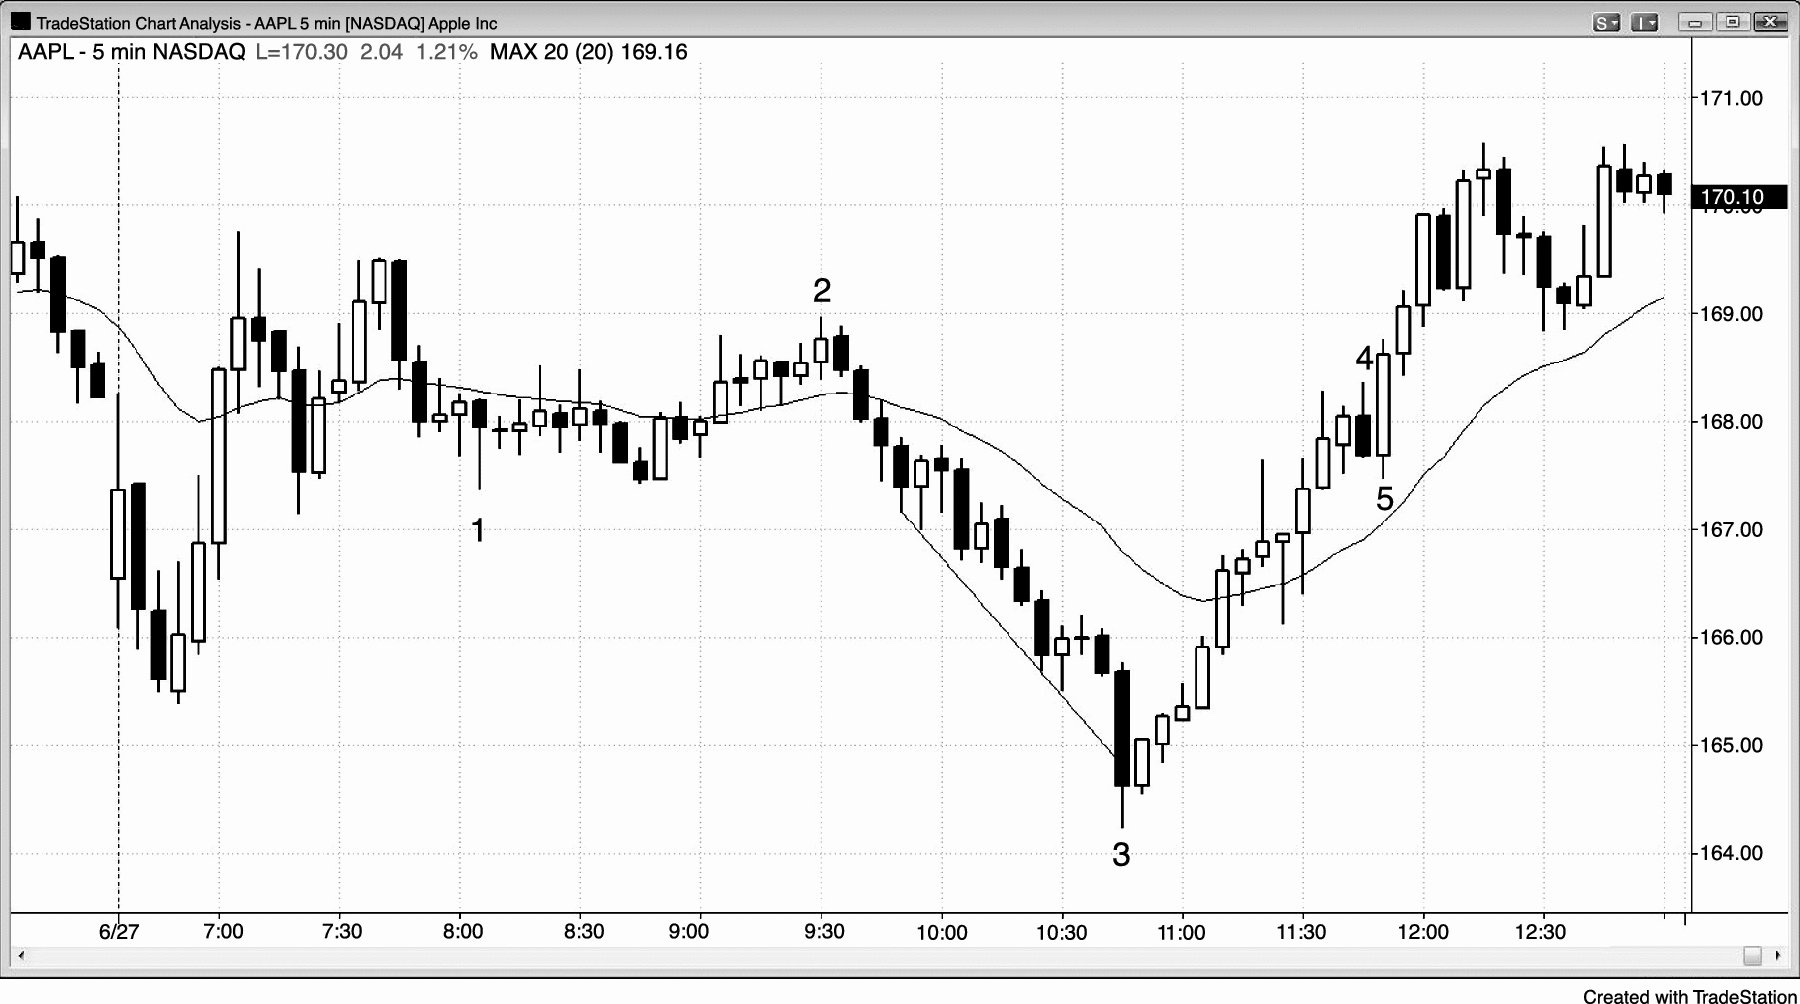 TradeStation Chart Analysis - AAPL 5 min [NASDAQ] Apple Inc
S
I
AAPL - 5 min NASDAQ L=170.30 2.04 1.21% MAX 20 (20) 169.16
171.00
170.10
170.00
2
169.00
4
168.00
5
1
167.00
166.00
165.00
3
164.00
6/27 7:00 7:30 8:00 8:30 9:00 9:30 10:00 10:30 11:00 11:30 12:00 12:30
Created with TradeStation